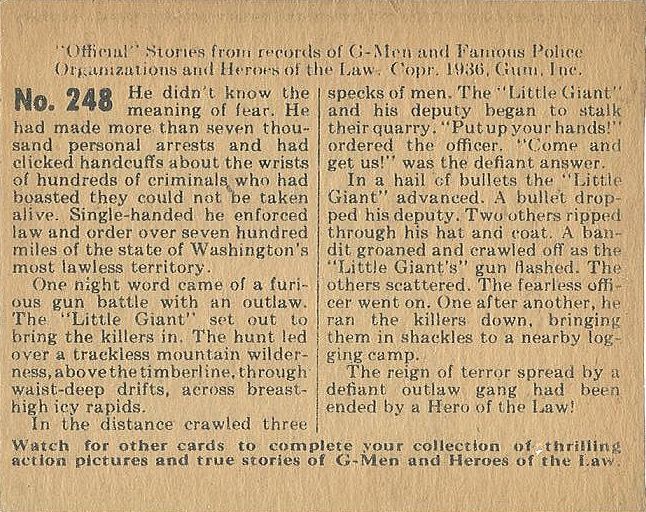 "Official" Stories from records of G-Men and Famous Police
Organizations and Heroes of the Law. Copr. 1936, Gum, Inc.
No. 248
He didn't know the
meaning of fear. He
had made more than seven thou-
sand personal arrests and had
clicked handcuffs about the wrists
of hundreds of criminals who had
boasted they could not be taken
alive. Single-handed he enforced
law and order over seven hundred
miles of the state of Washington's
most lawless territory.
One night word came of a furi-
ous gun battle with an outlaw.
The "Little Giant" set out to
bring the killers in. The hunt led
over a trackless mountain wilder-
ness, above the timberline, through
waist-deep drifts, across breast-
high icy rapids.
In the distance crawled three
specks of men. The "Little Giant"
and his deputy began to stalk
their quarry. "Put up your hands!"
ordered the officer. "Come and
get us!" was the defiant answer.
In a hail of bullets the "Little
Giant" advanced. A bullet drop-
ped his deputy. Two others ripped
through his hat and coat. A ban-
dit groaned and crawled off as the
"Little Giant's" gun flashed. The
others scattered. The fearless offi-
cer went on. One after another, he
ran the killers down, bringing
them in shackles to a nearby log-
ging camp.
The reign of terror spread by a
defiant outlaw gang had been
ended by a Hero of the Law!
Watch for other cards to complete your collection of thrilling
action pictures and true stories of G-Men and Heroes of the Law.